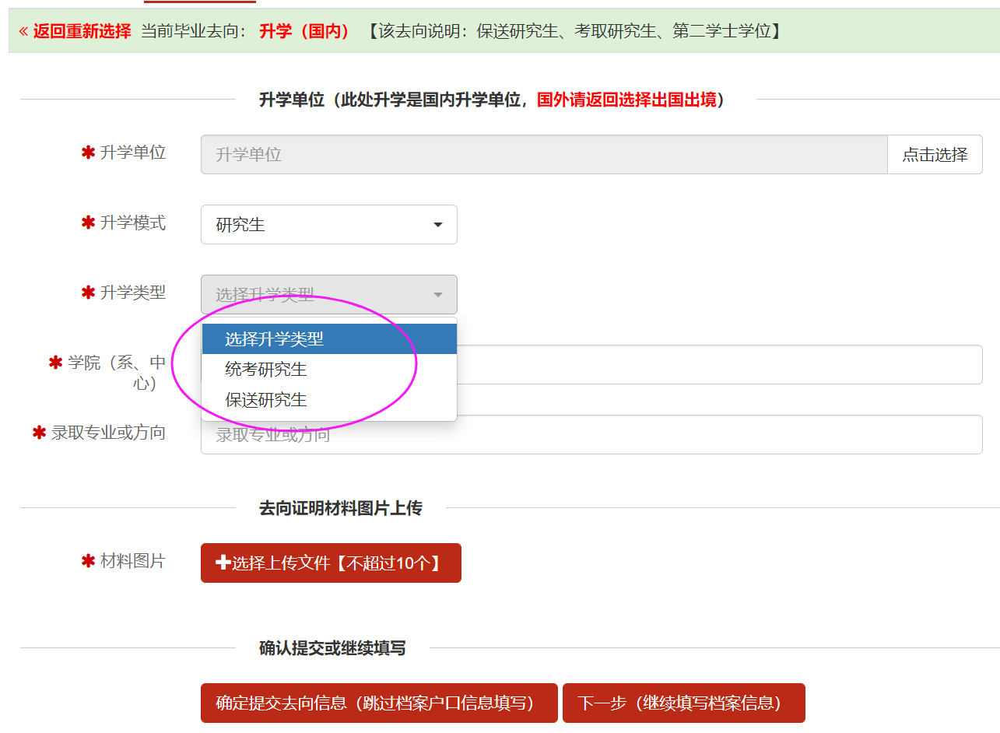 « 返回重新选择 当前毕业去向： 升学（国内） 【该去向说明：保送研究生、考取研究生、第二学士学位】
升学单位（此处升学是国内升学单位，国外请返回选择出国出境）
✱ 升学单位 升学单位 点击选择
✱ 升学模式 研究生
✱ 升学类型 选择升学类型
选择升学类型
统考研究生
保送研究生
✱ 学院（系、中
心）
✱ 录取专业或方向 录取专业或方向
去向证明材料图片上传
✱ 材料图片 ✚选择上传文件【不超过10个】
确认提交或继续填写
确定提交去向信息（跳过档案户口信息填写） 下一步（继续填写档案信息）